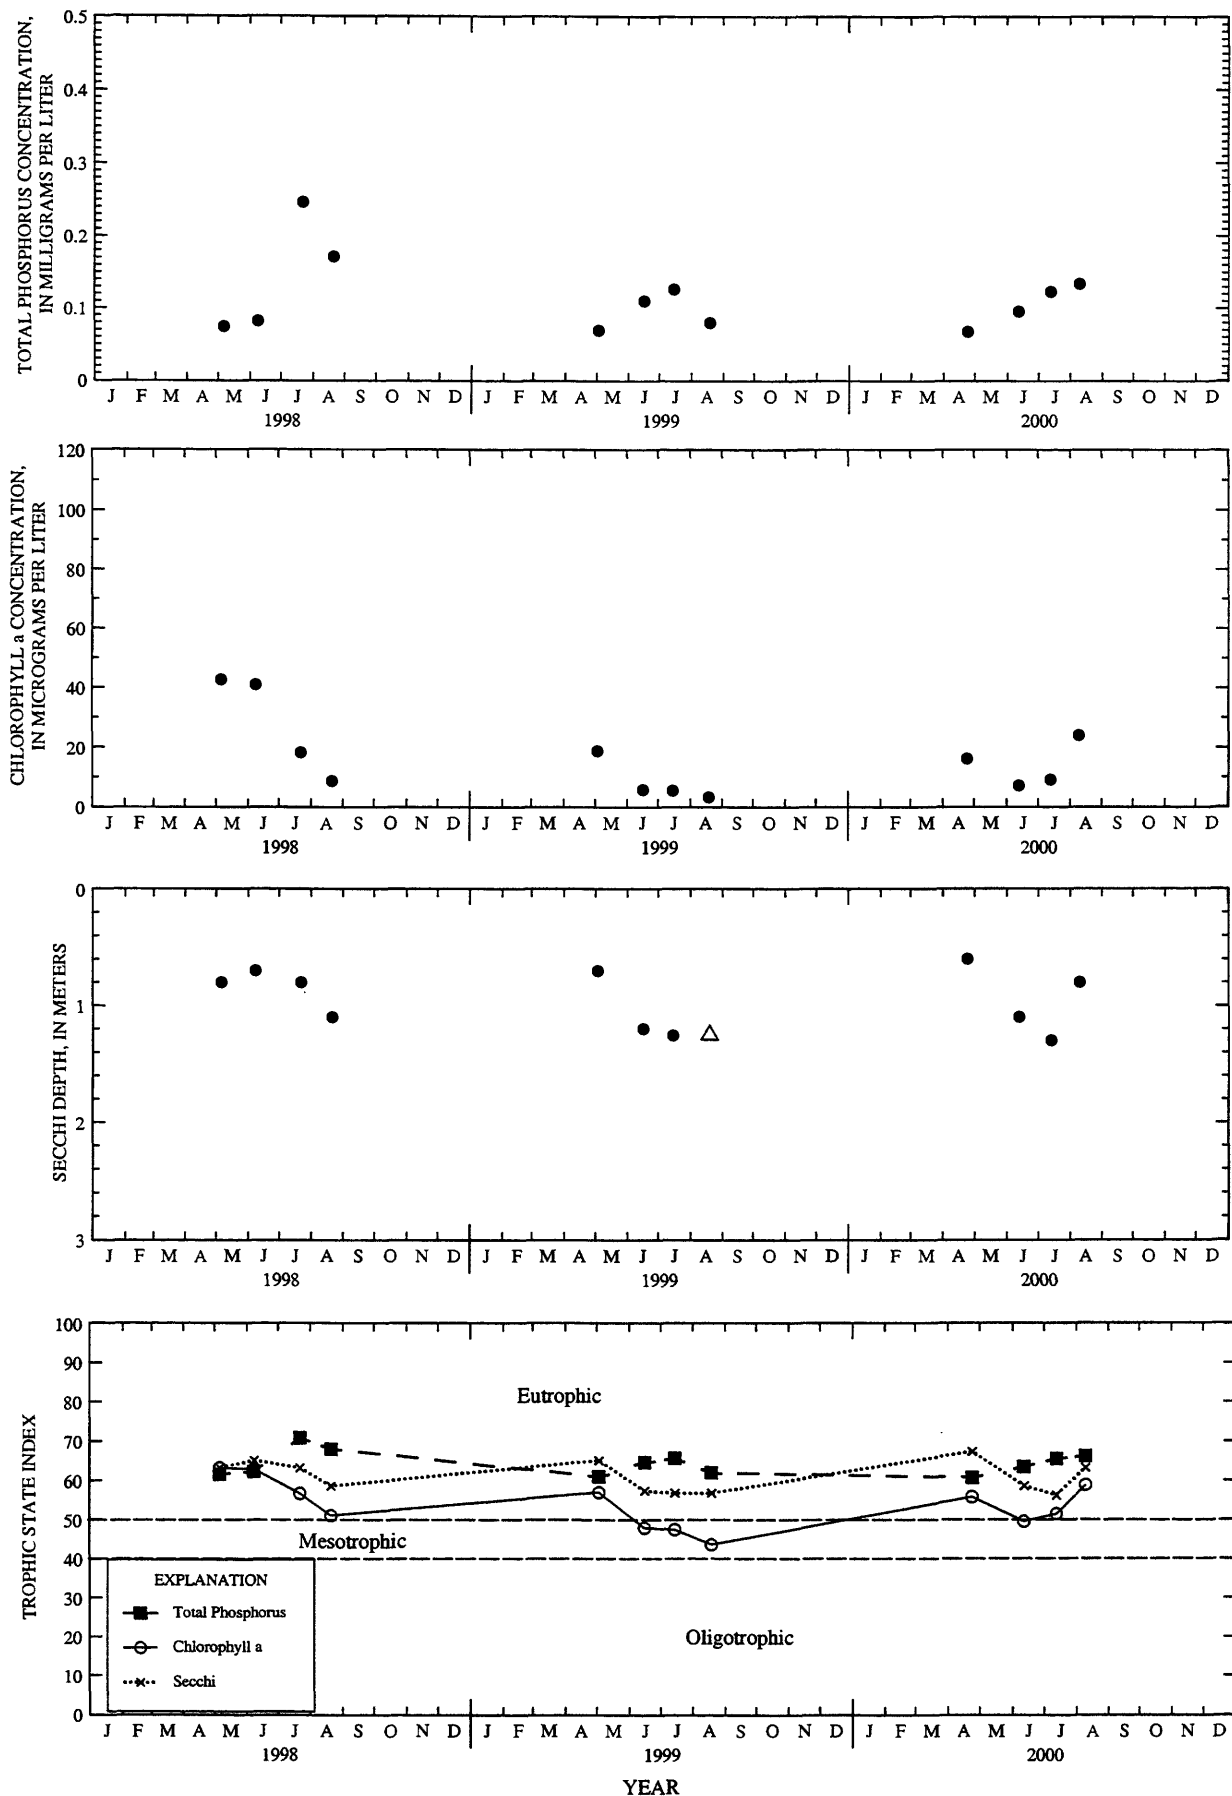 TOTAL PHOSPHORUS CONCENTRATION,
IN MILLIGRAMS PER LITER
0.5
0.4
0.3
0.2
0.1
0
J F M A M J J A S O N D J F M A M J J A S O N D J F M A M J J A S O N D
1998 1999 2000
CHLOROPHYLL a CONCENTRATION,
IN MICROGRAMS PER LITER
120
100
80
60
40
20
0
J F M A M J J A S O N D J F M A M J J A S O N D J F M A M J J A S O N D
1998 1999 2000
SECCHI DEPTH, IN METERS
0
1
2
3
J F M A M J J A S O N D J F M A M J J A S O N D J F M A M J J A S O N D
1998 1999 2000
TROPHIC STATE INDEX
100
90
80
70
60
50
40
30
20
10
0
Eutrophic
Mesotrophic
Oligotrophic
EXPLANATION
Total Phosphorus
Chlorophyll a
Secchi
J F M A M J J A S O N D J F M A M J J A S O N D J F M A M J J A S O N D
1998 1999 2000
YEAR